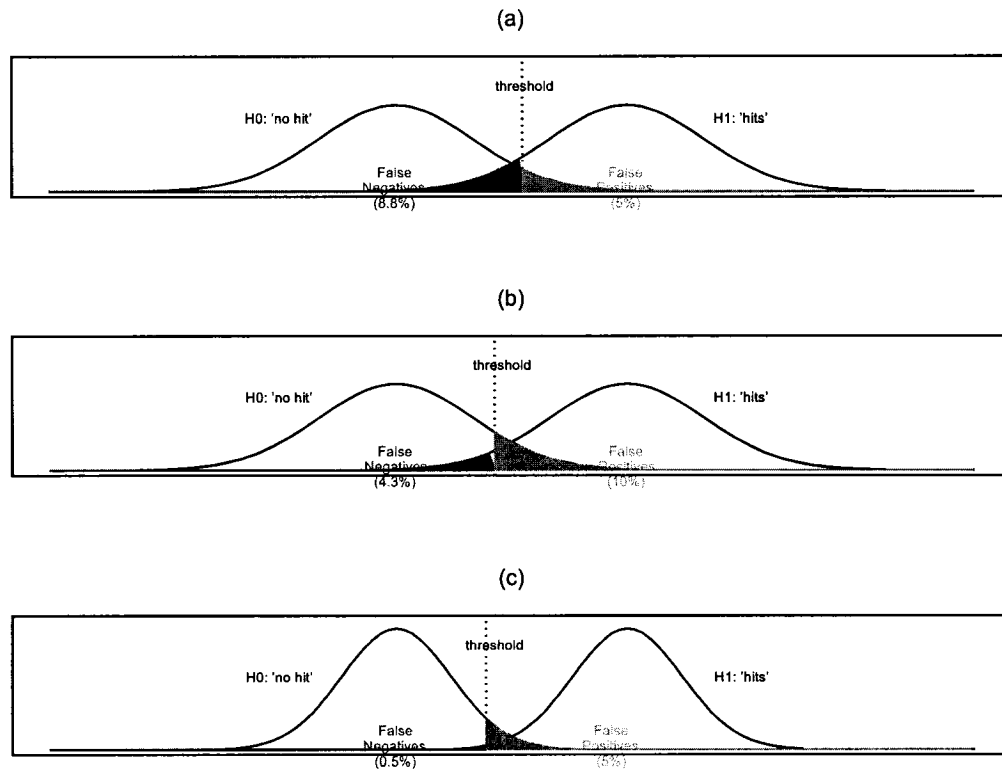 (a)
threshold
H0: 'no hit'
H1: 'hits'
False
Negatives
(8.8%)
False
Positives
(5%)
(b)
threshold
H0: 'no hit'
H1: 'hits'
False
Negatives
(4.3%)
False
Positives
(10%)
(c)
threshold
H0: 'no hit'
H1: 'hits'
False
Negatives
(0.5%)
False
Positives
(5%)